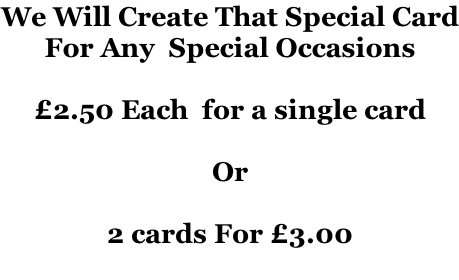 We Will Create That Special Card
For Any Special Occasions
£2.50 Each for a single card
Or
2 cards For £3.00